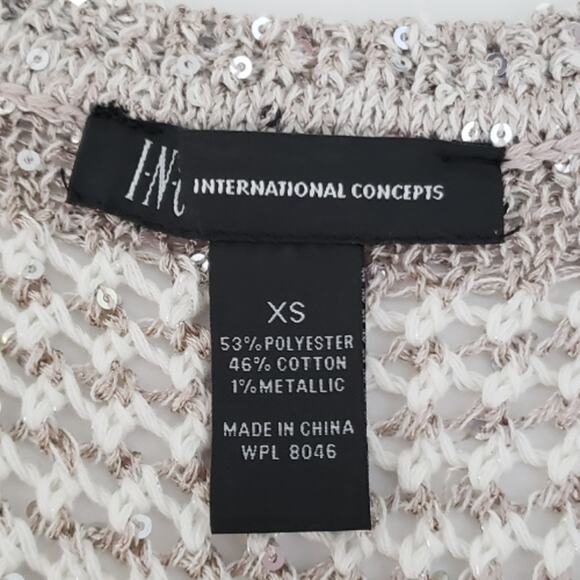 I·N·C INTERNATIONAL CONCEPTS
XS
53% POLYESTER
46% COTTON
1% METALLIC
MADE IN CHINA
WPL 8046